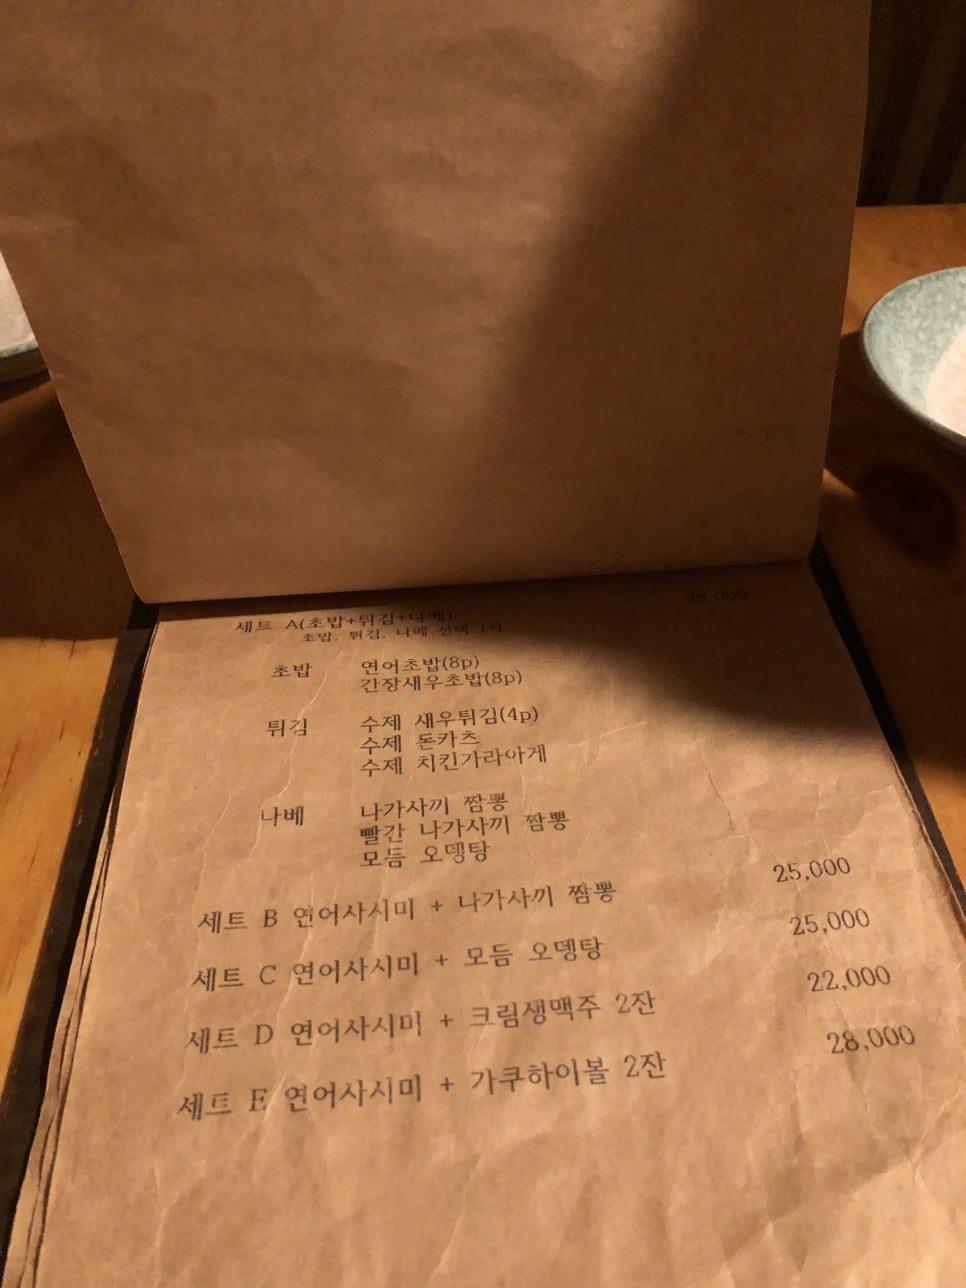 세트 A(초밥+튀김+나베) 22,000
초밥, 튀김, 나베 선택 1택
초밥 연어초밥(8p)
간장새우초밥(8p)
튀김 수제 새우튀김(4p)
수제 돈카츠
수제 치킨가라아게
나베 나가사끼 짬뽕
빨간 나가사끼 짬뽕
모듬 오뎅탕
세트 B 연어사시미 + 나가사끼 짬뽕 25,000
세트 C 연어사시미 + 모듬 오뎅탕 25,000
세트 D 연어사시미 + 크림생맥주 2잔 22,000
세트 E 연어사시미 + 가쿠하이볼 2잔 28,000